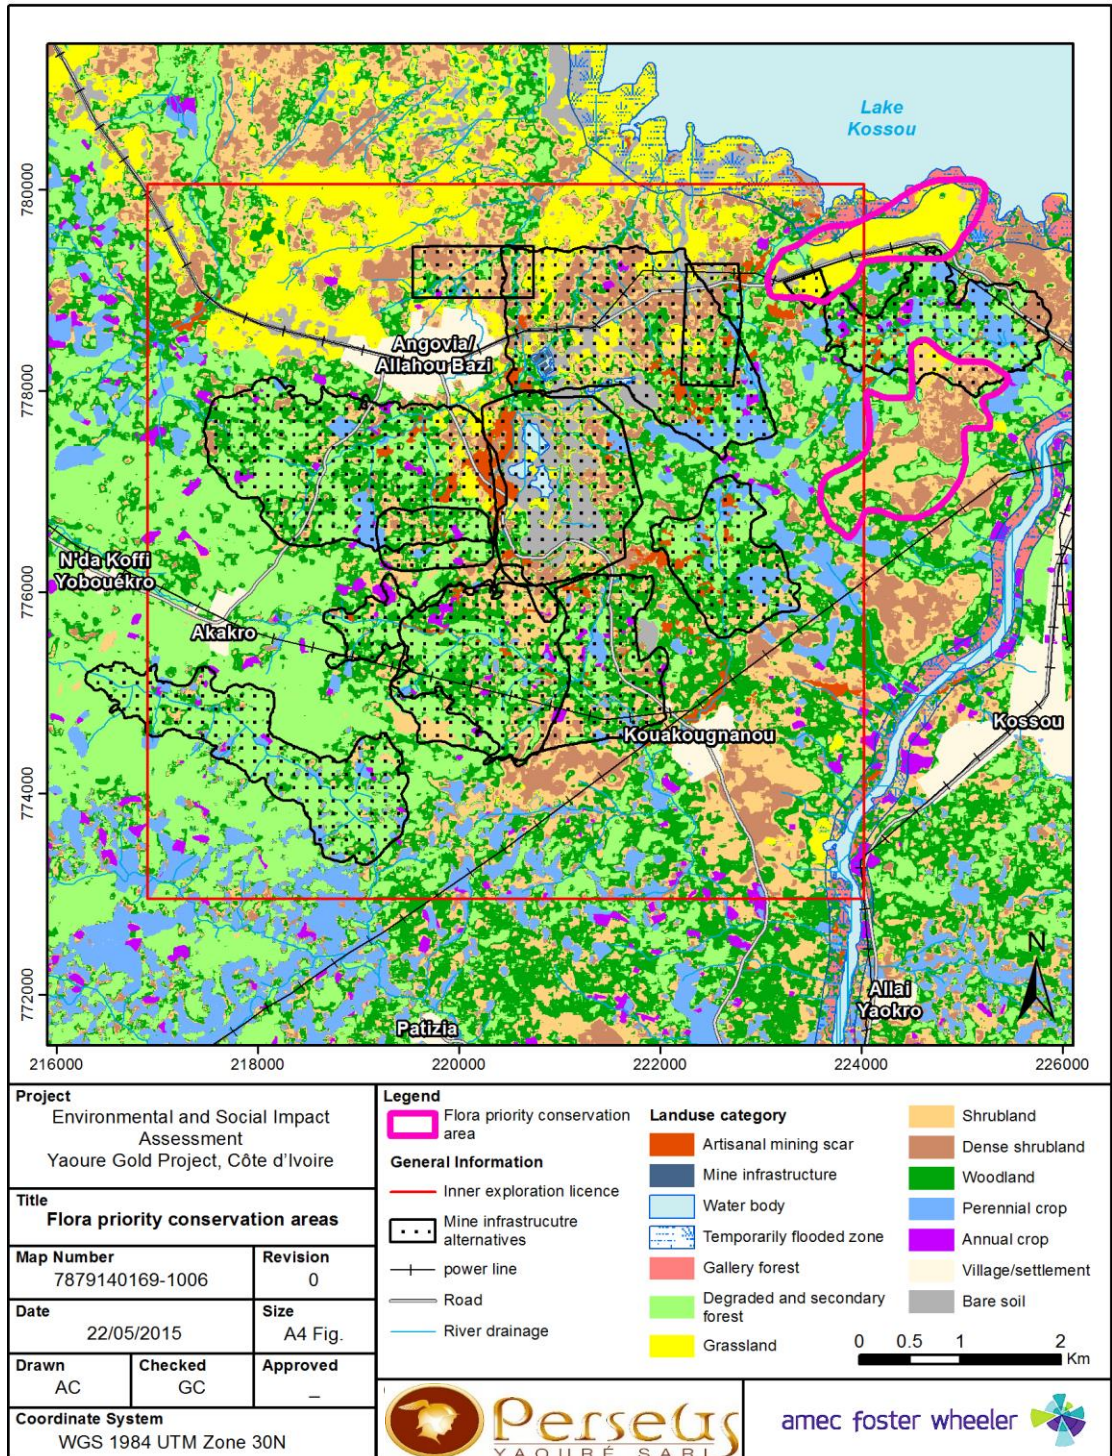 Lake
Kossou
780000
778000
776000
774000
772000
Angovia/
Allahou Bazi
N'da Koffi
Yobouékro
Akakro
Kouakougnanou
Kossou
Allai
Yaokro
Patizia
N
216000
218000
220000
222000
224000
226000
Project
Environmental and Social Impact
Assessment
Yaoure Gold Project, Côte d'Ivoire
Title
Flora priority conservation areas
Map Number
7879140169-1006
Revision
0
Date
22/05/2015
Size
A4 Fig.
Drawn
AC
Checked
GC
Approved
_
Coordinate System
WGS 1984 UTM Zone 30N
Legend
Flora priority conservation
area
General Information
Inner exploration licence
Mine infrastrucutre
alternatives
power line
Road
River drainage
Landuse category
Artisanal mining scar
Mine infrastructure
Water body
Temporarily flooded zone
Gallery forest
Degraded and secondary
forest
Grassland
Shrubland
Dense shrubland
Woodland
Perennial crop
Annual crop
Village/settlement
Bare soil
0 0.5 1 2
Km
Perseus
YAOURÉ SARL
amec foster wheeler